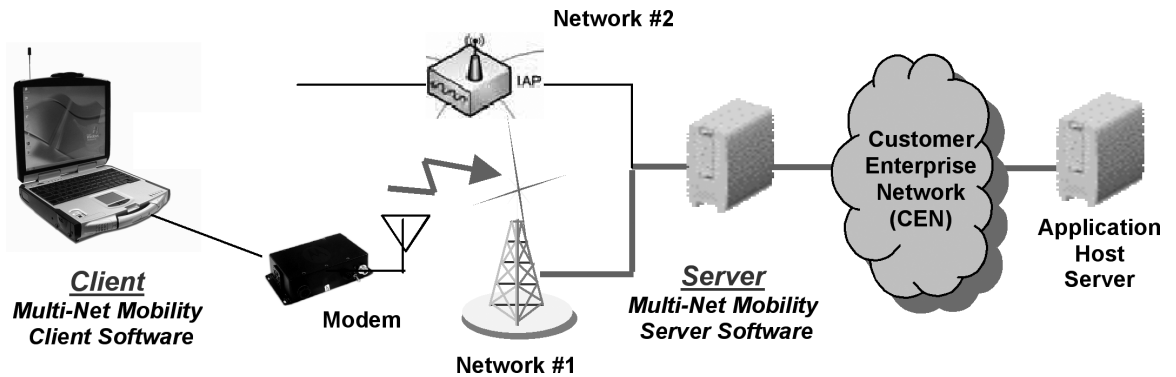 Network #2
IAP
Client
Multi-Net Mobility
Client Software
Modem
Network #1
Server
Multi-Net Mobility
Server Software
Customer
Enterprise
Network
(CEN)
Application
Host
Server